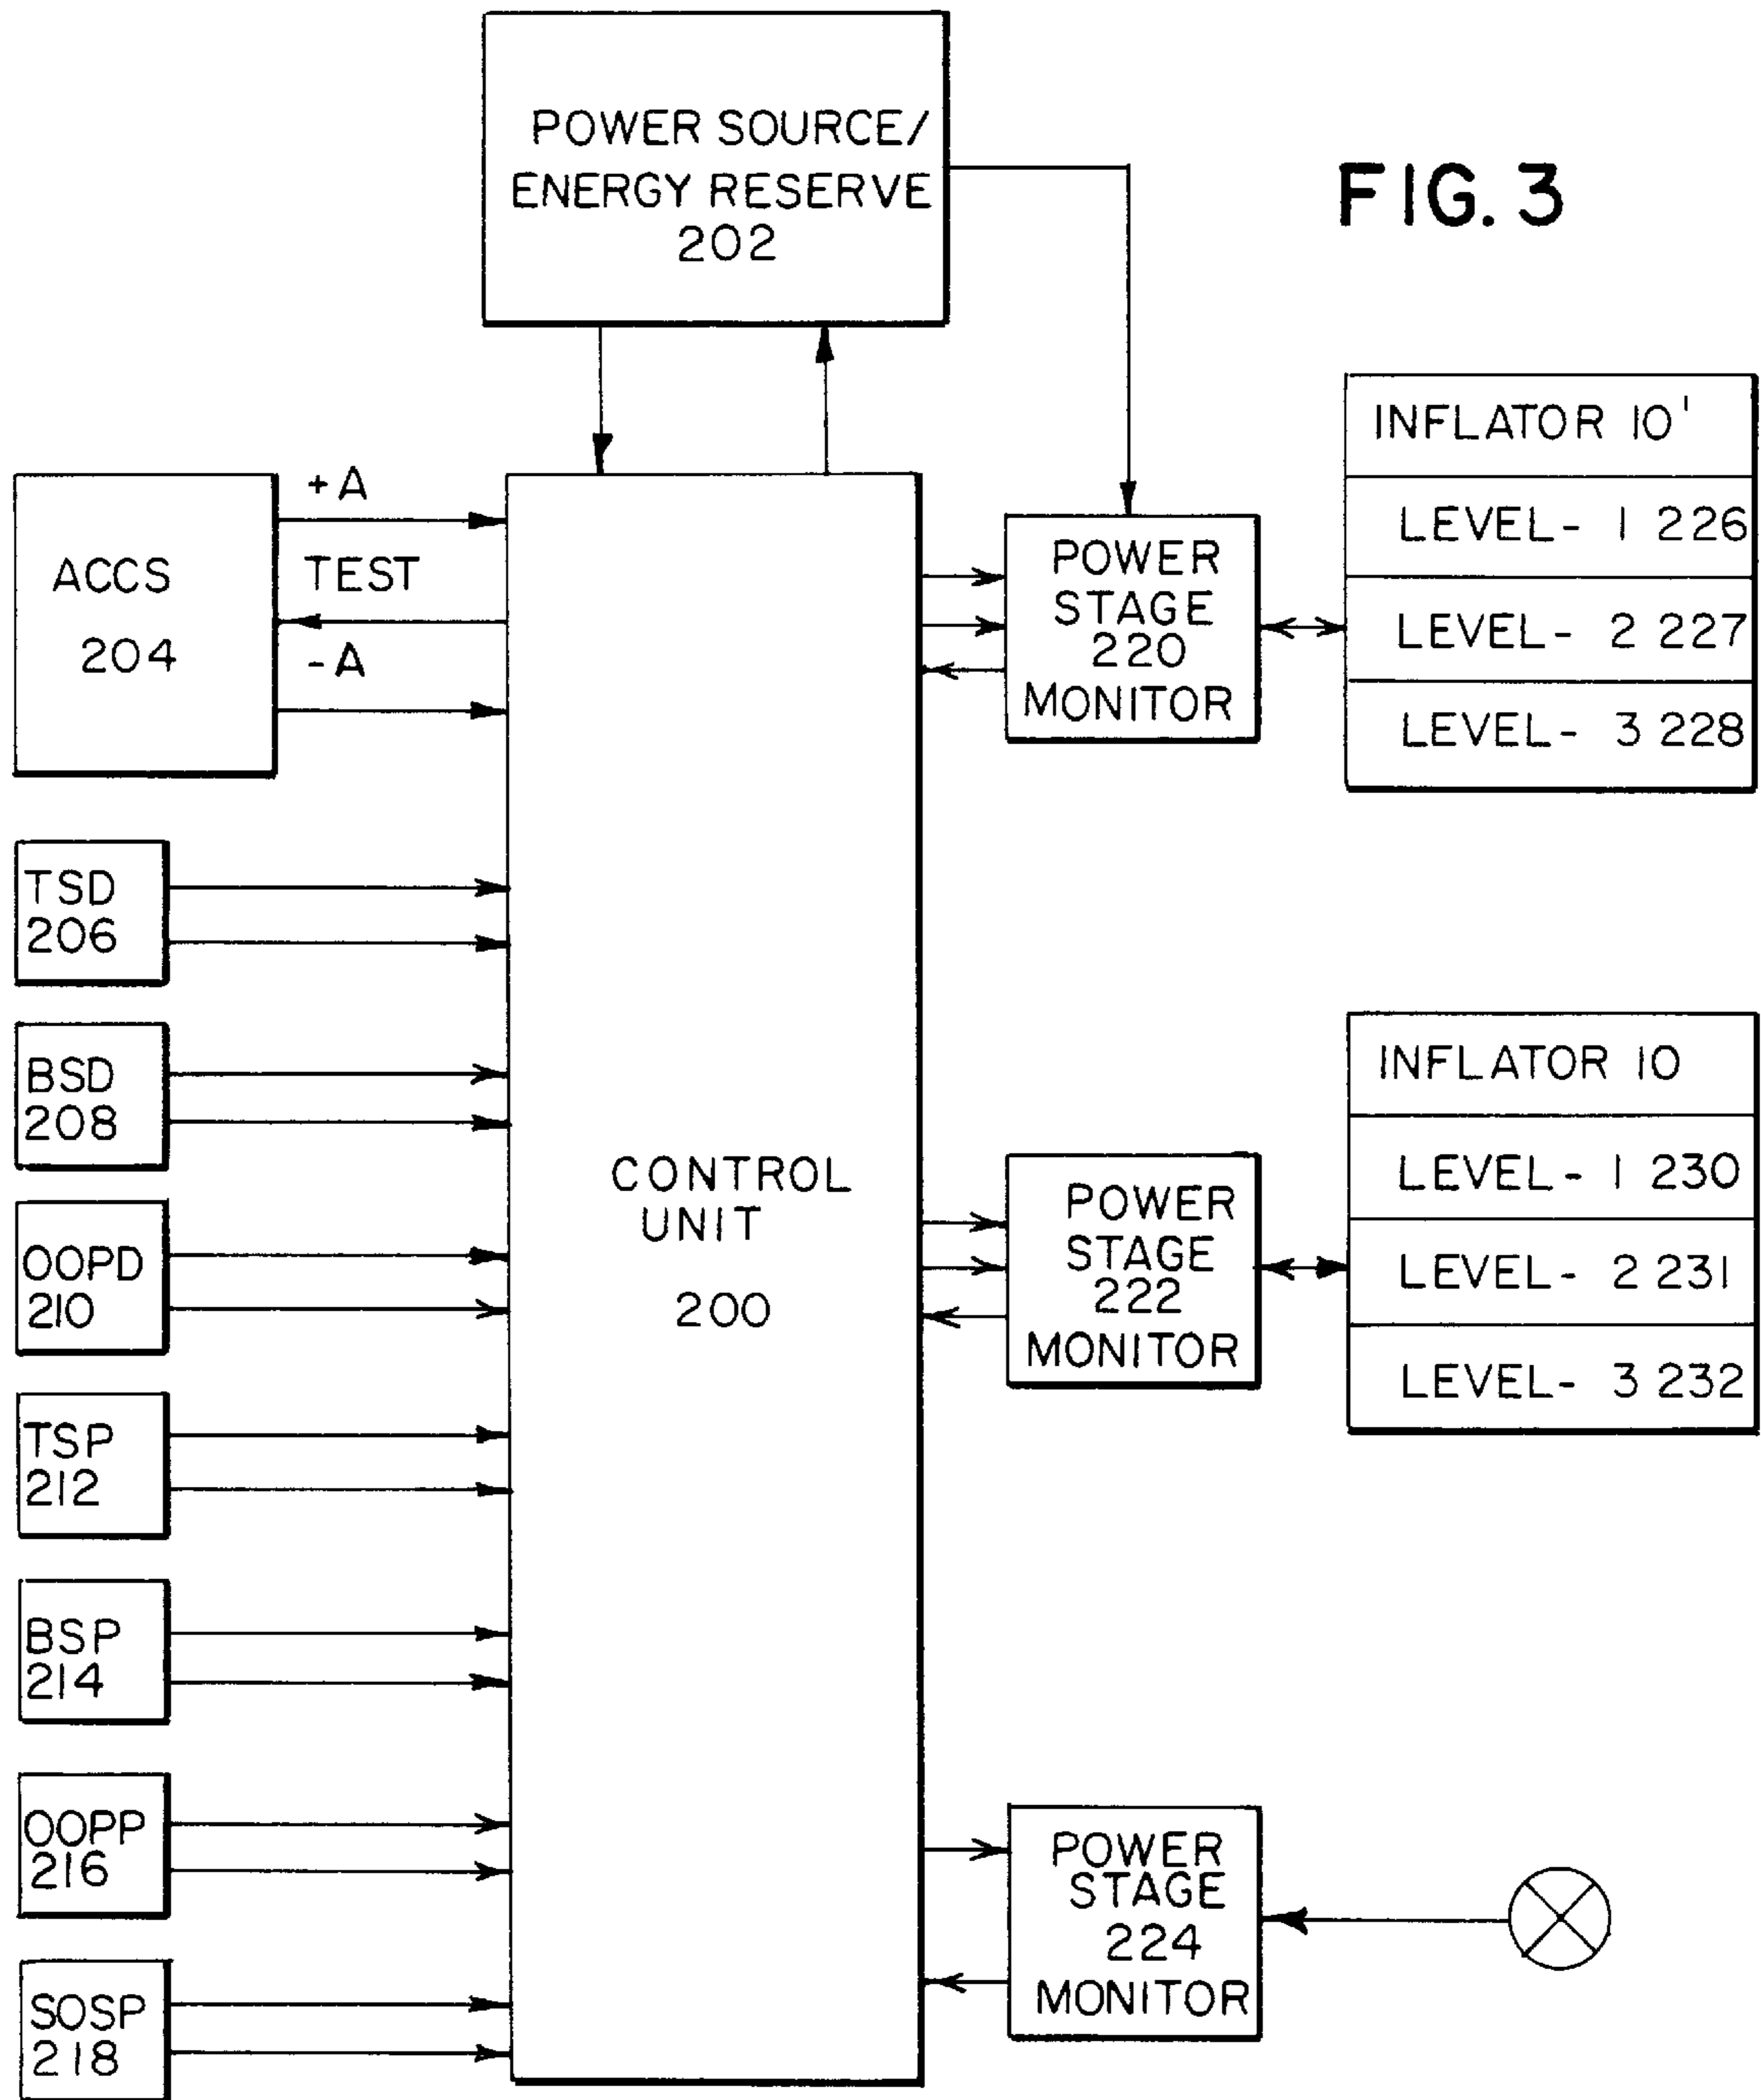 POWER SOURCE/
ENERGY RESERVE
202
FIG. 3
ACCS
204
+A
TEST
-A
TSD
206
BSD
208
OOPD
210
TSP
212
BSP
214
OOPP
216
SOSP
218
CONTROL
UNIT
200
POWER
STAGE
220
MONITOR
INFLATOR 10'
LEVEL- 1 226
LEVEL- 2 227
LEVEL- 3 228
POWER
STAGE
222
MONITOR
INFLATOR 10
LEVEL- 1 230
LEVEL- 2 231
LEVEL- 3 232
POWER
STAGE
224
MONITOR